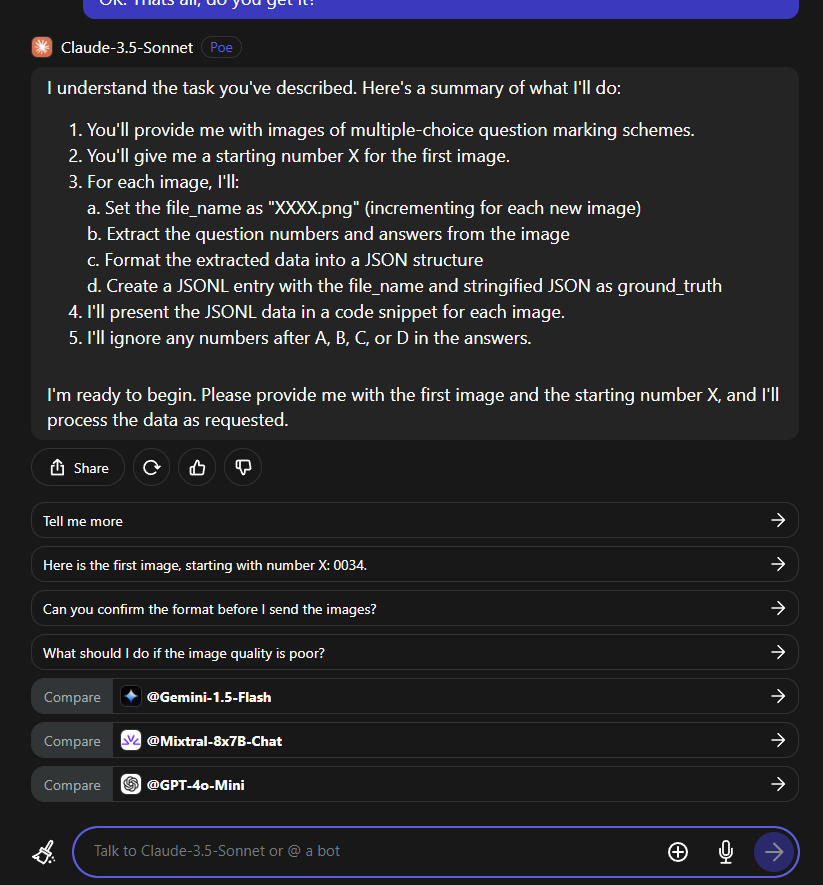 OK. Thats all, do you get it?
Claude-3.5-Sonnet Poe
I understand the task you've described. Here's a summary of what I'll do:
1. You'll provide me with images of multiple-choice question marking schemes.
2. You'll give me a starting number X for the first image.
3. For each image, I'll:
a. Set the file_name as "XXXX.png" (incrementing for each new image)
b. Extract the question numbers and answers from the image
c. Format the extracted data into a JSON structure
d. Create a JSONL entry with the file_name and stringified JSON as ground_truth
4. I'll present the JSONL data in a code snippet for each image.
5. I'll ignore any numbers after A, B, C, or D in the answers.
I'm ready to begin. Please provide me with the first image and the starting number X, and I'll
process the data as requested.
Share
Tell me more
Here is the first image, starting with number X: 0034.
Can you confirm the format before I send the images?
What should I do if the image quality is poor?
Compare @Gemini-1.5-Flash
Compare @Mixtral-8x7B-Chat
Compare @GPT-4o-Mini
Talk to Claude-3.5-Sonnet or @ a bot